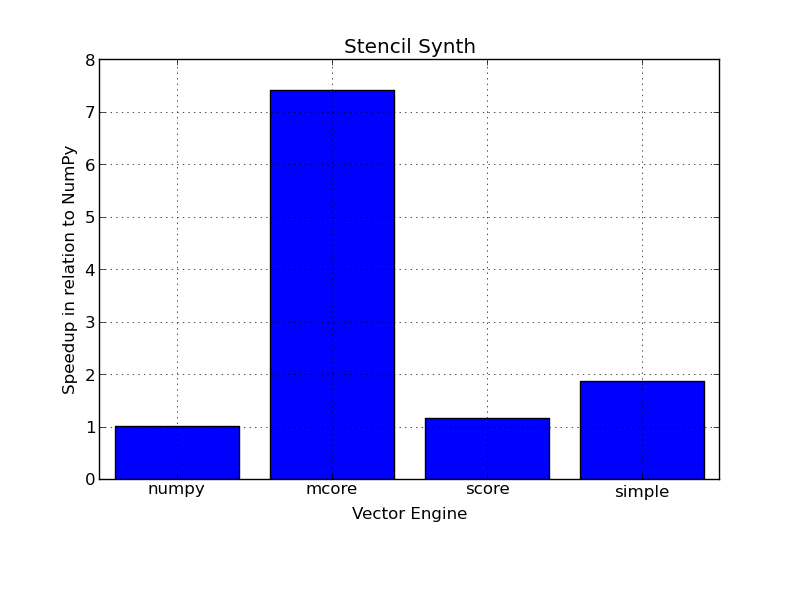 Stencil Synth
8
7
6
5
4
3
2
1
0
Speedup in relation to NumPy
numpy mcore score simple
Vector Engine